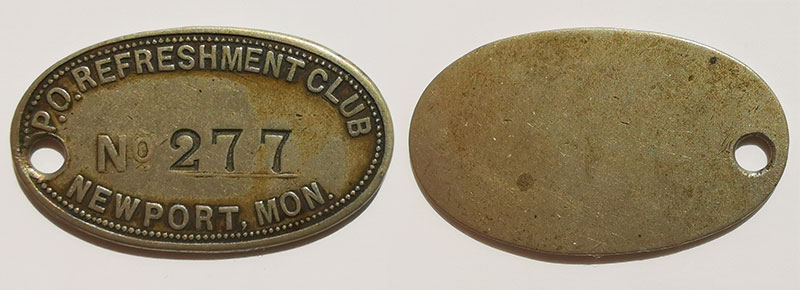 P.O. REFRESHMENT CLUB
No 277
NEWPORT, MON.